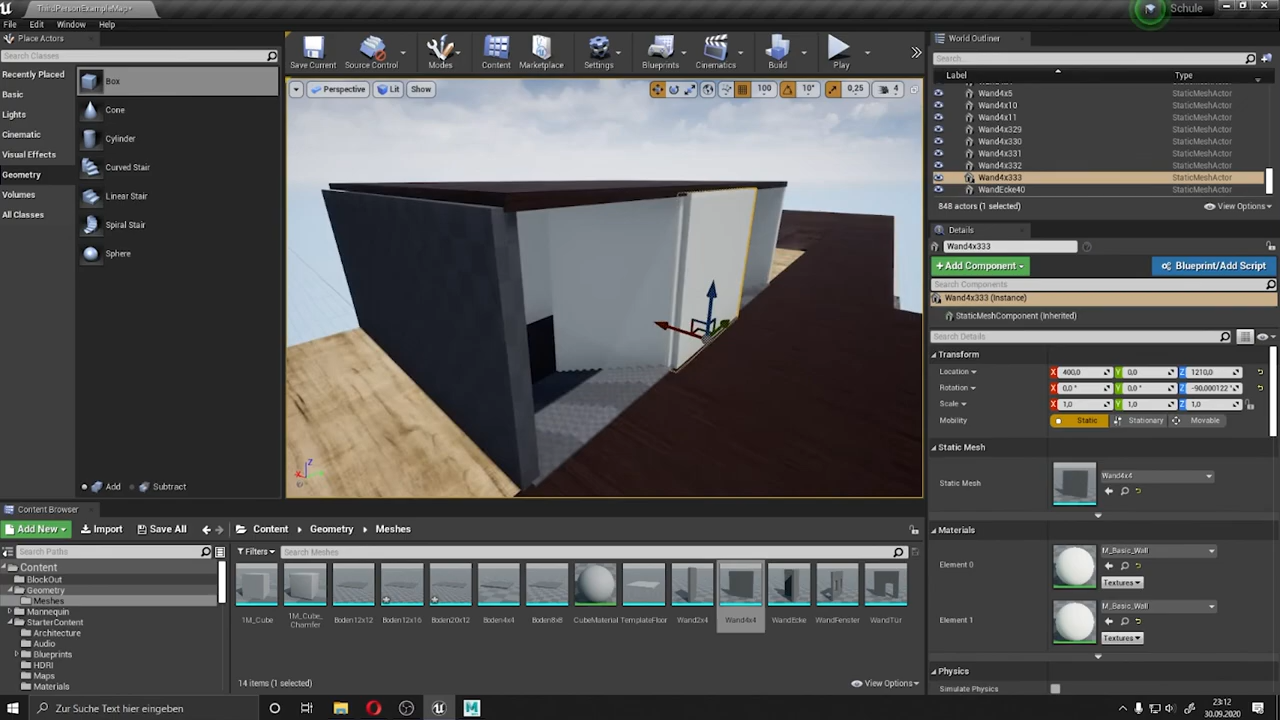 ThirdPersonExampleMap*
Schule
File Edit Window Help
Place Actors
Search Classes
Recently Placed
Basic
Lights
Cinematic
Visual Effects
Geometry
Volumes
All Classes
Box
Cone
Cylinder
Curved Stair
Linear Stair
Spiral Stair
Sphere
Add Subtract
Save Current Source Control Modes Content Marketplace Settings Blueprints Cinematics Build Play
Perspective Lit Show 100 10° 0,25 4
World Outliner
Search...
Label Type
Wand4x5 StaticMeshActor
Wand4x10 StaticMeshActor
Wand4x11 StaticMeshActor
Wand4x329 StaticMeshActor
Wand4x330 StaticMeshActor
Wand4x331 StaticMeshActor
Wand4x332 StaticMeshActor
Wand4x333 StaticMeshActor
WandEcke40 StaticMeshActor
848 actors (1 selected) View Options
Details
Wand4x333
+ Add Component Blueprint/Add Script
Search Components
Wand4x333 (Instance)
StaticMeshComponent (Inherited)
Search Details
Transform
Location X 400,0 Y 0,0 Z 1210,0
Rotation X 0,0 ° Y 0,0 ° Z -90,000122 °
Scale X 1,0 Y 1,0 Z 1,0
Mobility Static Stationary Movable
Static Mesh
Static Mesh Wand4x4
Materials
Element 0 M_Basic_Wall
Textures
Element 1 M_Basic_Wall
Textures
Physics
Simulate Physics
Content Browser
Add New Import Save All Content Geometry Meshes
Search Paths
Filters Search Meshes
Content
BlockOut
Geometry
Meshes
Mannequin
StarterContent
Architecture
Audio
Blueprints
HDRI
Maps
Materials
1M_Cube 1M_Cube_Chamfer Boden12x12 Boden12x16 Boden20x12 Boden4x4 Boden8x8 CubeMaterial TemplateFloor Wand2x4 Wand4x4 WandEcke WandFenster WandTür
14 items (1 selected) View Options
Zur Suche Text hier eingeben
23:12
30.09.2020